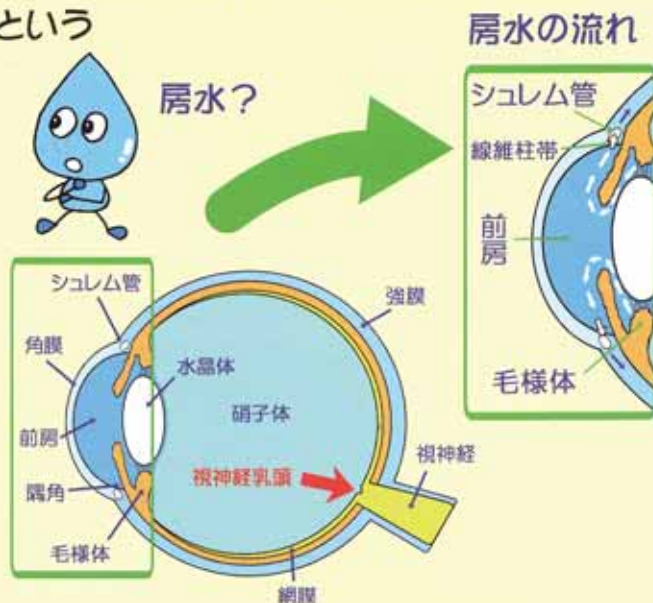 という
房水?
房水の流れ
シュレム管
線維柱帯
前房
毛様体
シュレム管
角膜
前房
隅角
毛様体
水晶体
硝子体
強膜
視神経乳頭
視神経
網膜